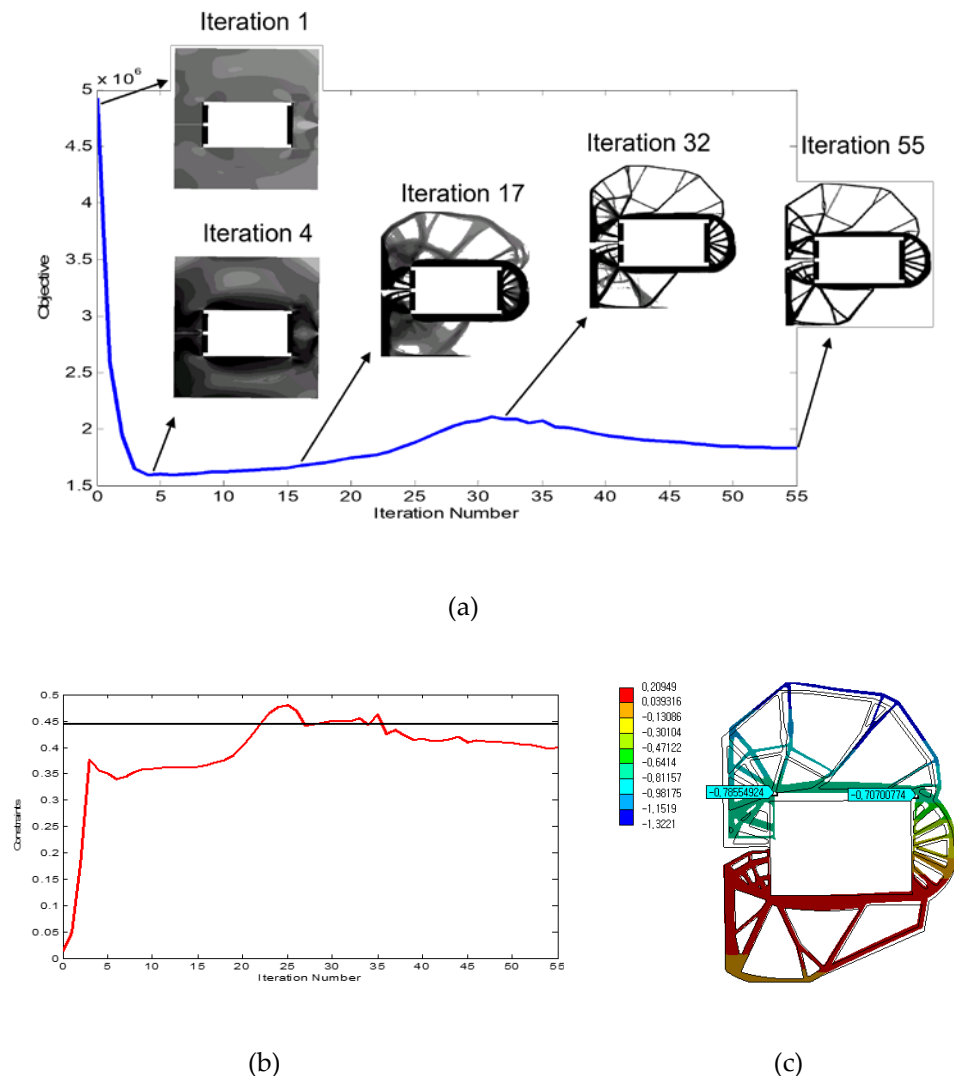 Iteration 1
× 10⁶
5
4.5
4
3.5
3
2.5
2
1.5
Objective
Iteration 4
Iteration 17
Iteration 32
Iteration 55
0 5 10 15 20 25 30 35 40 45 50 55
Iteration Number
(a)
0.5
0.45
0.4
0.35
0.3
0.25
0.2
0.15
0.1
0.05
0
Constraints
0 5 10 15 20 25 30 35 40 45 50 55
Iteration Number
(b)
0,20949
0,039316
-0,13086
-0,30104
-0,47122
-0,6414
-0,81157
-0,98175
-1,1519
-1,3221
-0,78554924
-0,70700774
(c)